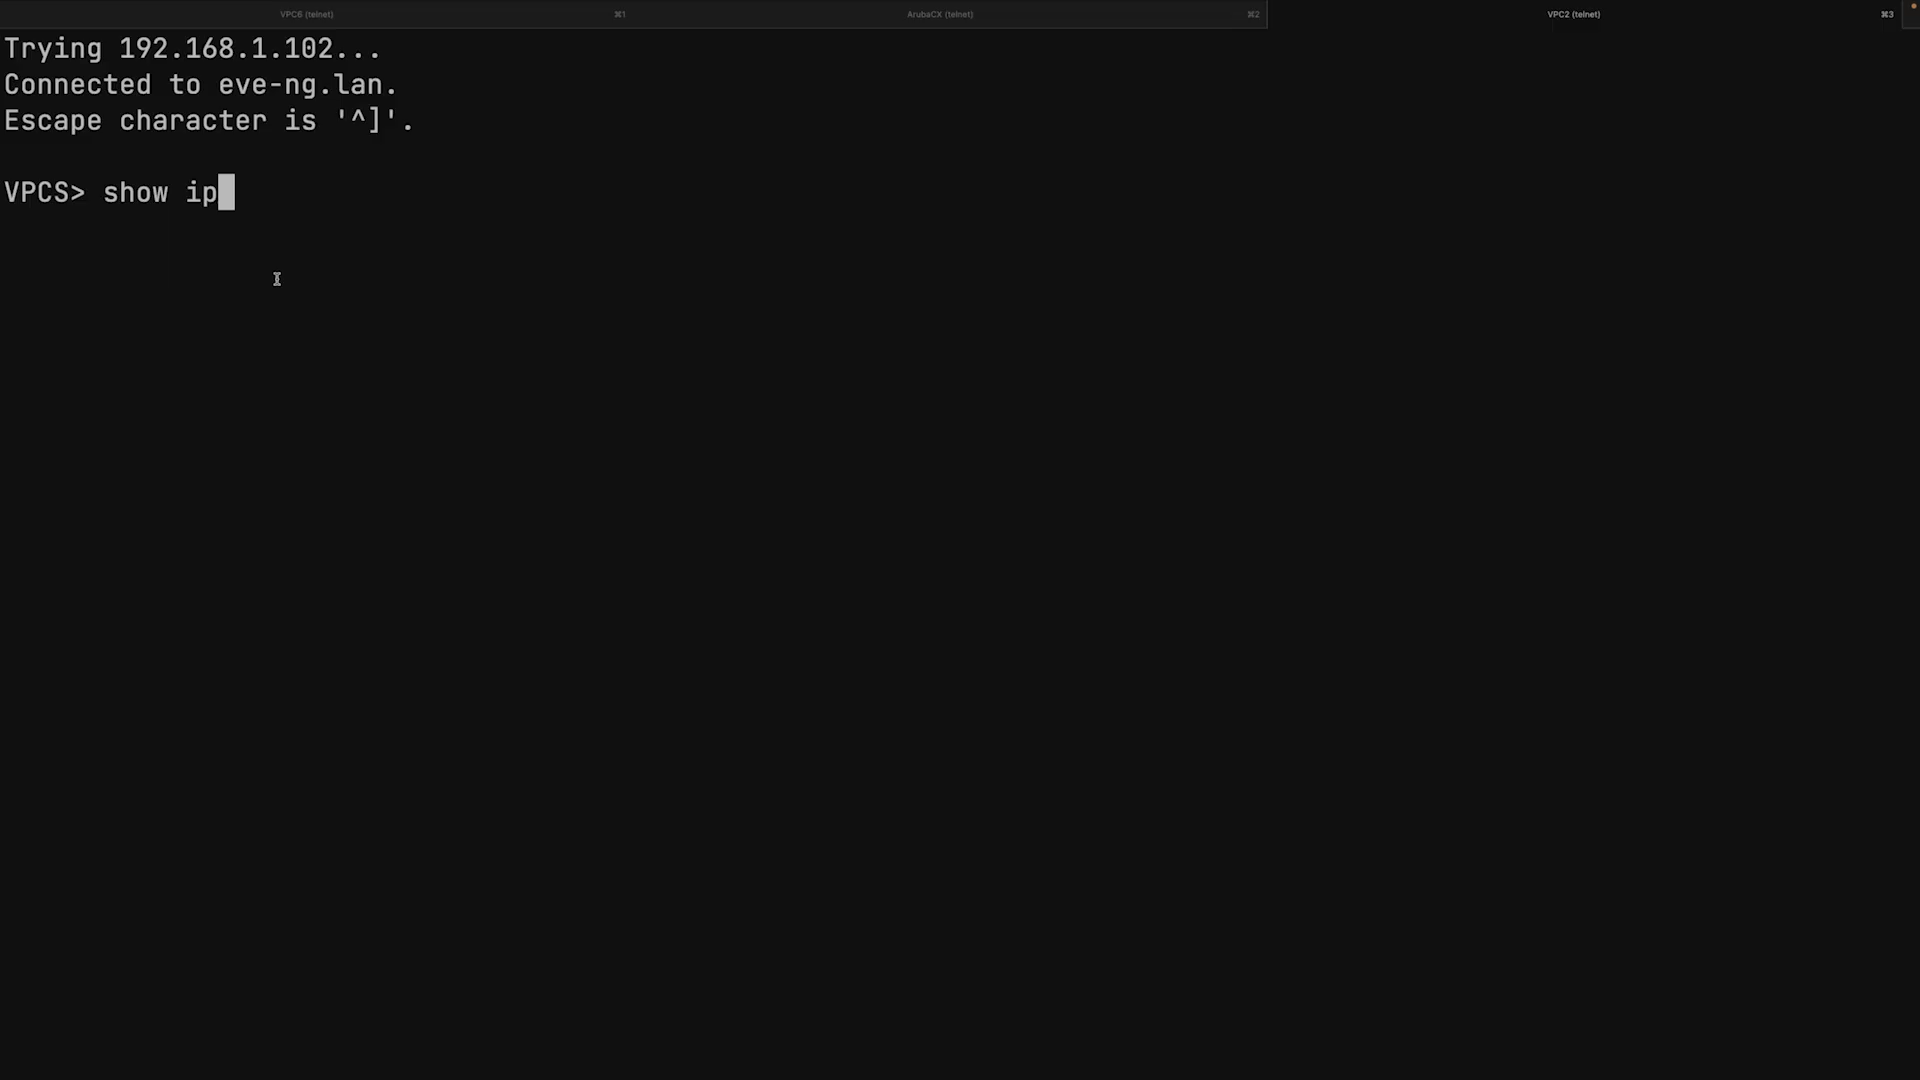 VPC6 (telnet) ⌘1 ArubaCX (telnet) ⌘2 VPC2 (telnet) ⌘3
Trying 192.168.1.102...
Connected to eve-ng.lan.
Escape character is '^]'.
VPCS> show ip